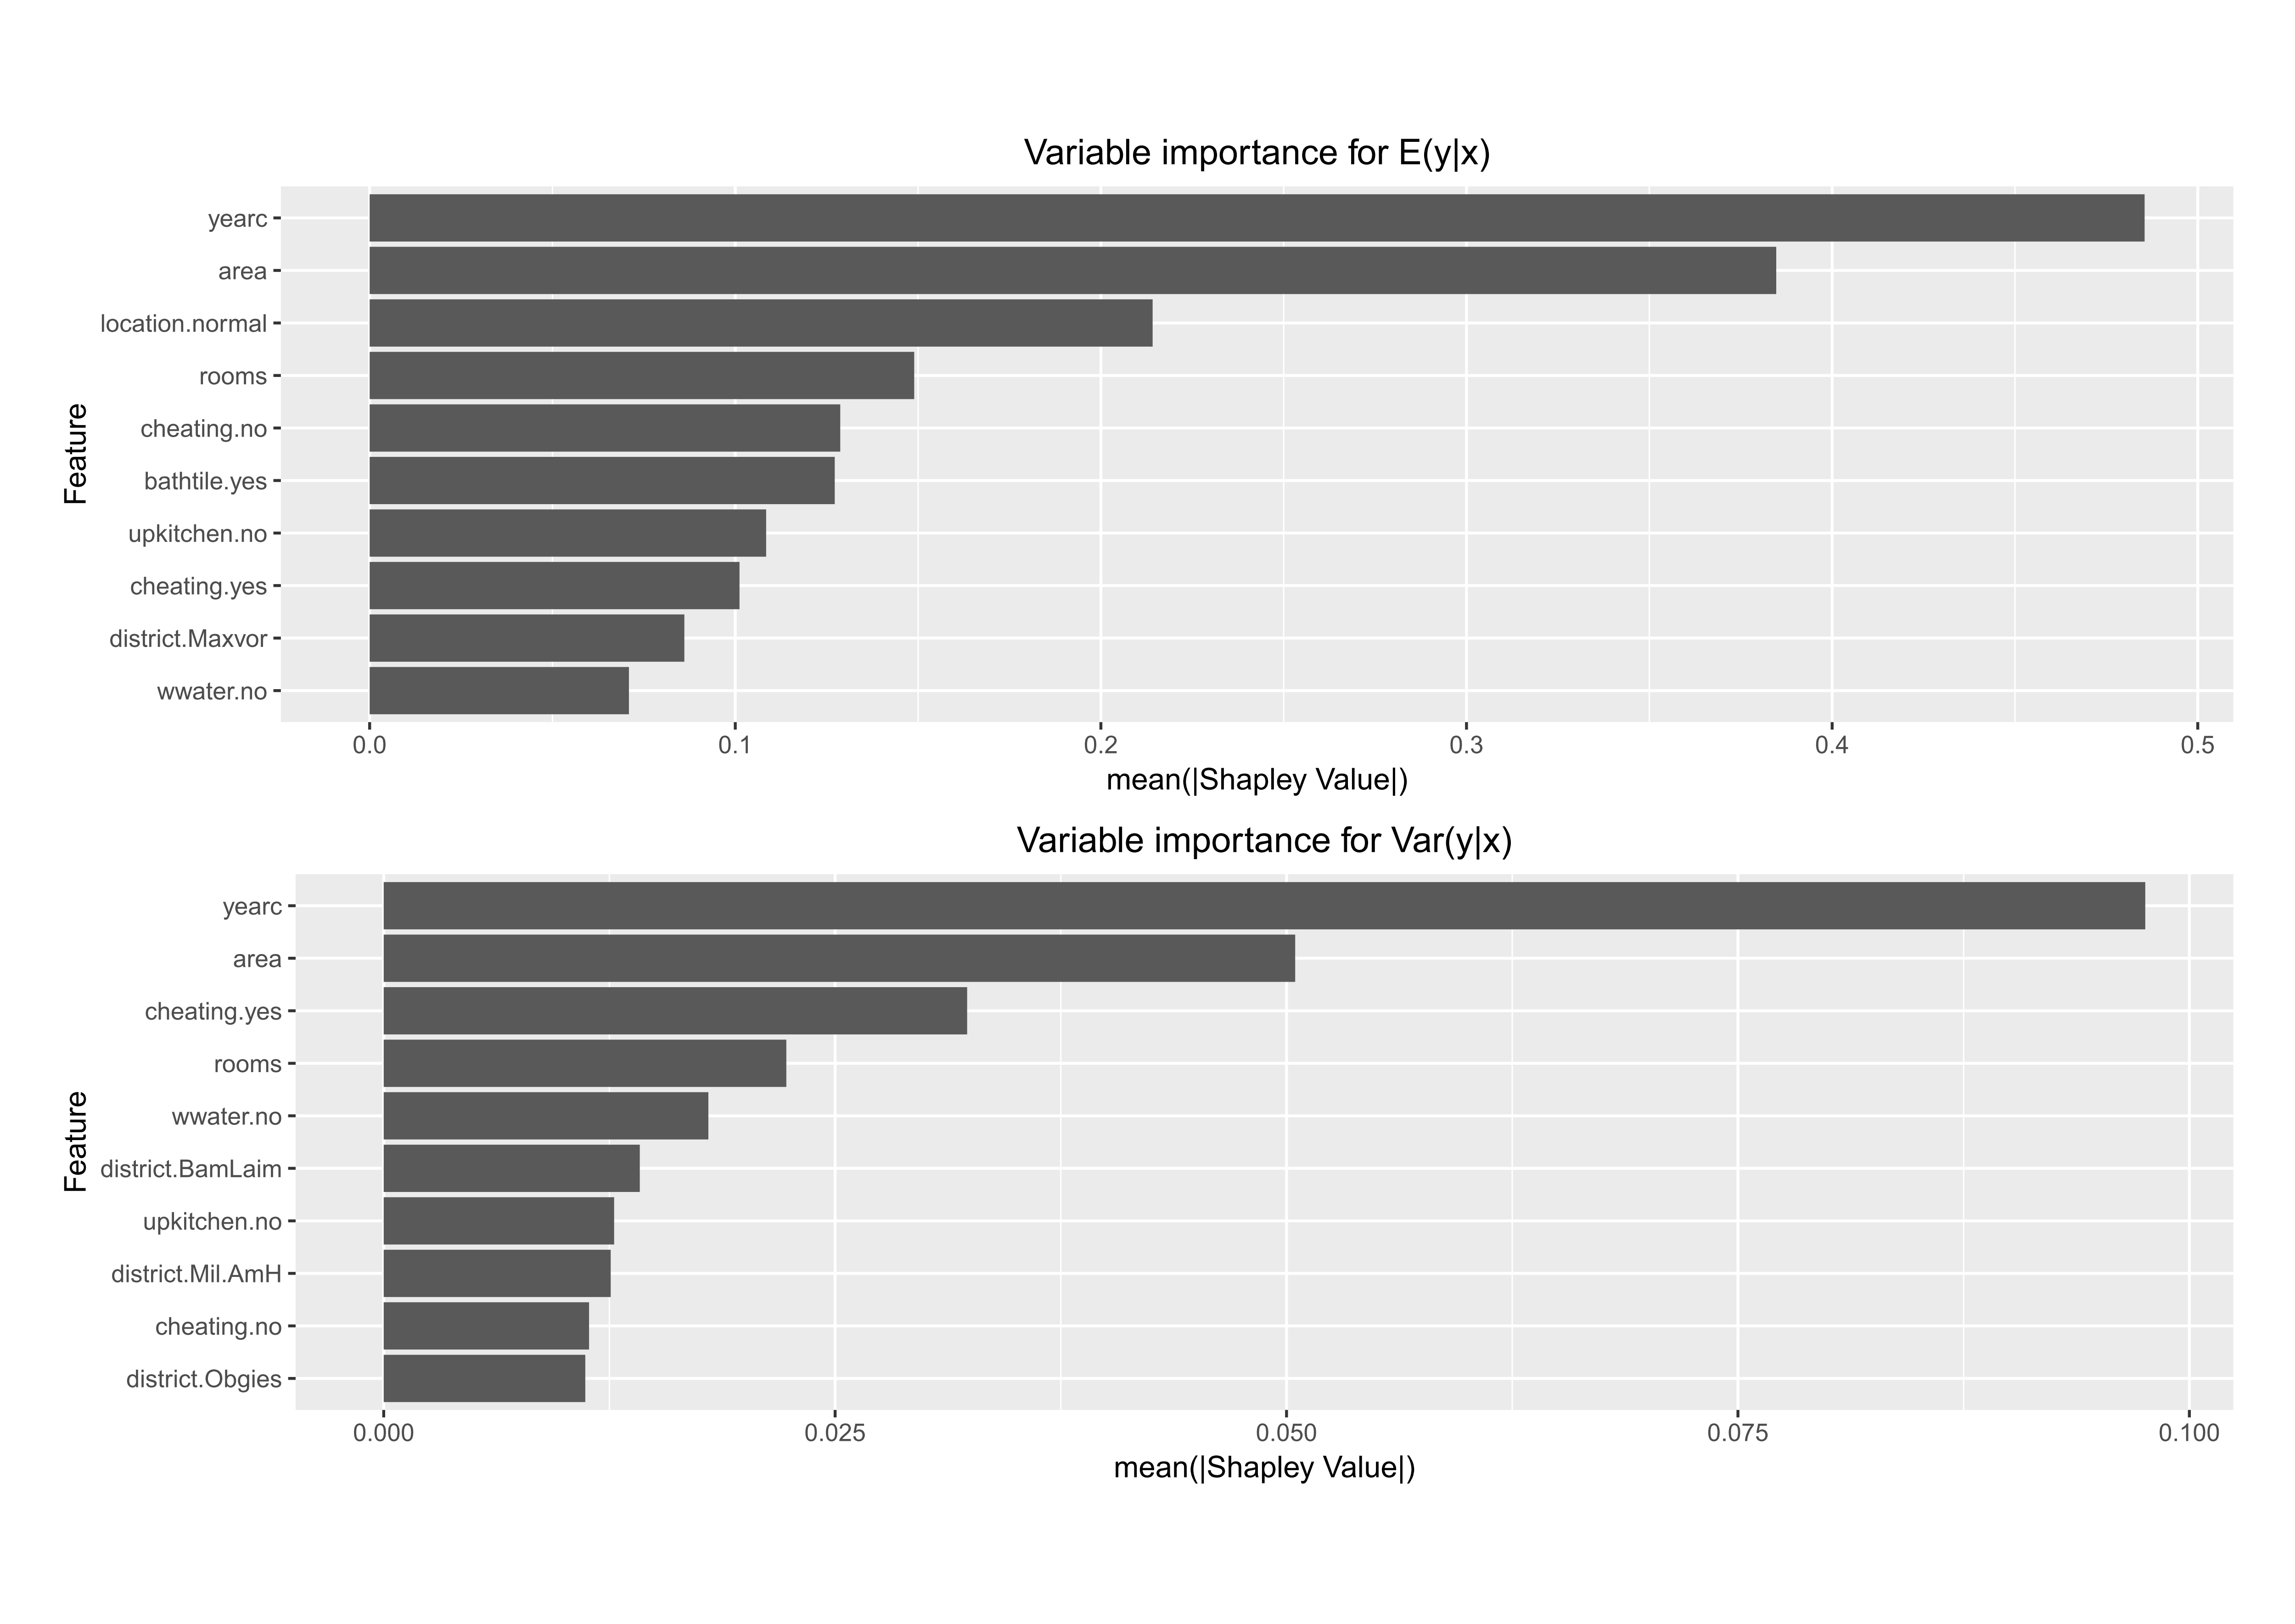 Variable importance for E(y|x)
yearc
area
location.normal
rooms
cheating.no
bathtile.yes
upkitchen.no
cheating.yes
district.Maxvor
wwater.no
Feature
0.0 0.1 0.2 0.3 0.4 0.5
mean(|Shapley Value|)
Variable importance for Var(y|x)
yearc
area
cheating.yes
rooms
wwater.no
district.BamLaim
upkitchen.no
district.Mil.AmH
cheating.no
district.Obgies
Feature
0.000 0.025 0.050 0.075 0.100
mean(|Shapley Value|)